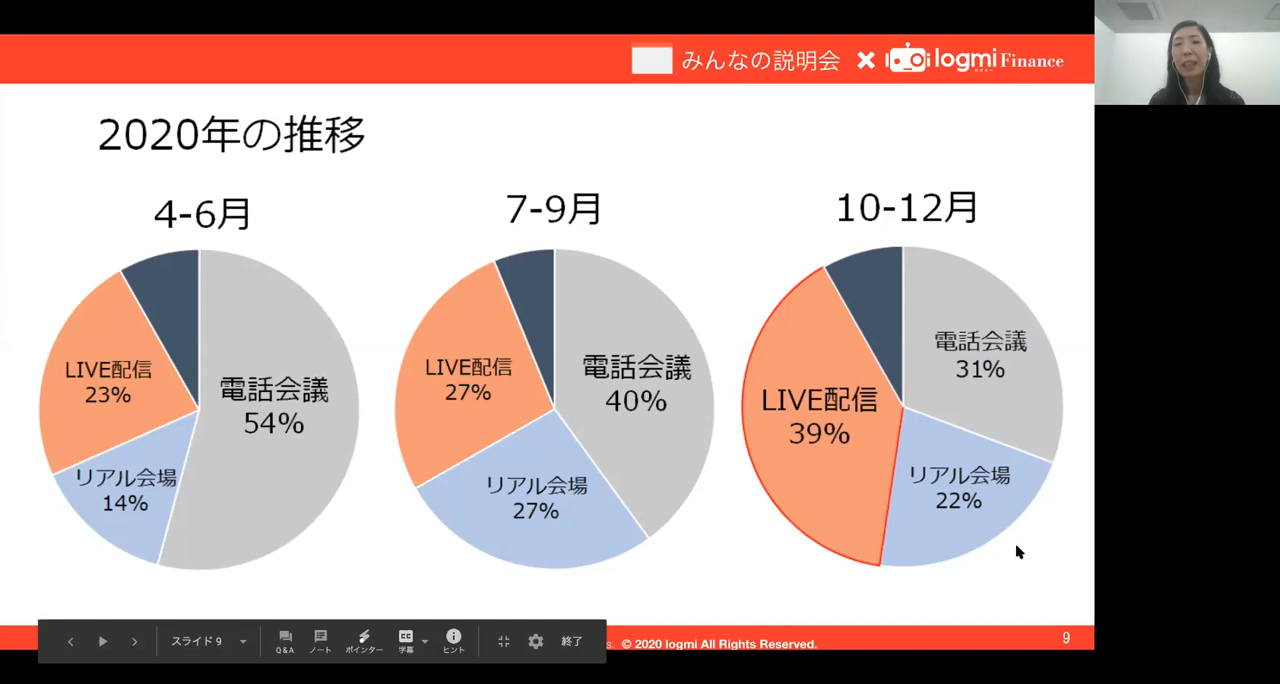 みんなの説明会 × logmi Finance
2020年の推移
4-6月
LIVE配信
23%
電話会議
54%
リアル会場
14%
7-9月
LIVE配信
27%
電話会議
40%
リアル会場
27%
10-12月
電話会議
31%
LIVE配信
39%
リアル会場
22%
スライド 9
Q&A
ノート
ポインター
CC
字幕
ヒント
終了
s. © 2020 logmi All Rights Reserved.
9